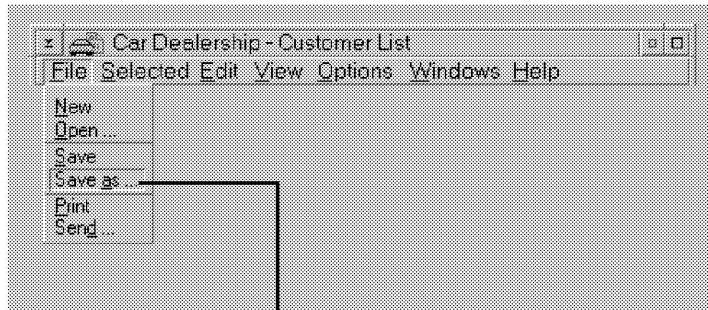 Car Dealership - Customer List
File Selected Edit View Options Windows Help
New
Open ...
Save
Save as ...
Print
Send ...